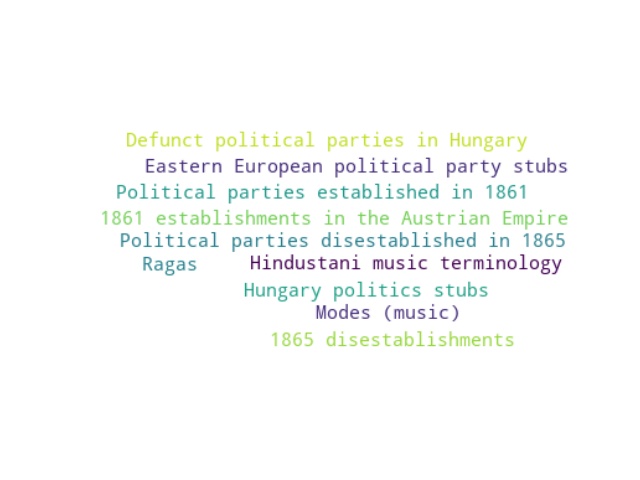 Defunct political parties in Hungary
Eastern European political party stubs
Political parties established in 1861
1861 establishments in the Austrian Empire
Political parties disestablished in 1865
Ragas Hindustani music terminology
Hungary politics stubs
Modes (music)
1865 disestablishments